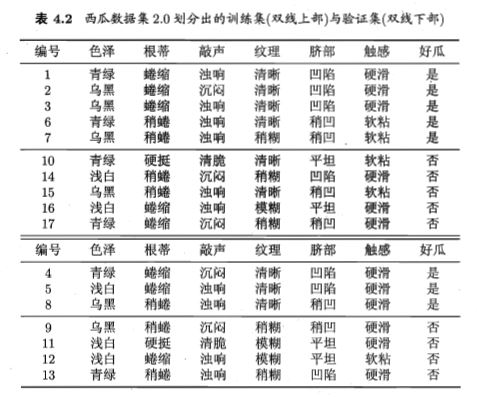 表 4.2 西瓜数据集 2.0 划分出的训练集(双线上部)与验证集(双线下部)
编号 色泽 根蒂 敲声 纹理 脐部 触感 好瓜
1 青绿 蜷缩 浊响 清晰 凹陷 硬滑 是
2 乌黑 蜷缩 沉闷 清晰 凹陷 硬滑 是
3 乌黑 蜷缩 浊响 清晰 凹陷 硬滑 是
6 青绿 稍蜷 浊响 清晰 稍凹 软粘 是
7 乌黑 稍蜷 浊响 稍糊 稍凹 软粘 是
10 青绿 硬挺 清脆 清晰 平坦 软粘 否
14 浅白 稍蜷 沉闷 稍糊 凹陷 硬滑 否
15 乌黑 稍蜷 浊响 清晰 稍凹 软粘 否
16 浅白 蜷缩 浊响 模糊 平坦 硬滑 否
17 青绿 蜷缩 沉闷 稍糊 稍凹 硬滑 否
编号 色泽 根蒂 敲声 纹理 脐部 触感 好瓜
4 青绿 蜷缩 沉闷 清晰 凹陷 硬滑 是
5 浅白 蜷缩 浊响 清晰 凹陷 硬滑 是
8 乌黑 稍蜷 浊响 清晰 稍凹 硬滑 是
9 乌黑 稍蜷 沉闷 稍糊 稍凹 硬滑 否
11 浅白 硬挺 清脆 模糊 平坦 硬滑 否
12 浅白 蜷缩 浊响 模糊 平坦 软粘 否
13 青绿 稍蜷 浊响 稍糊 凹陷 硬滑 否